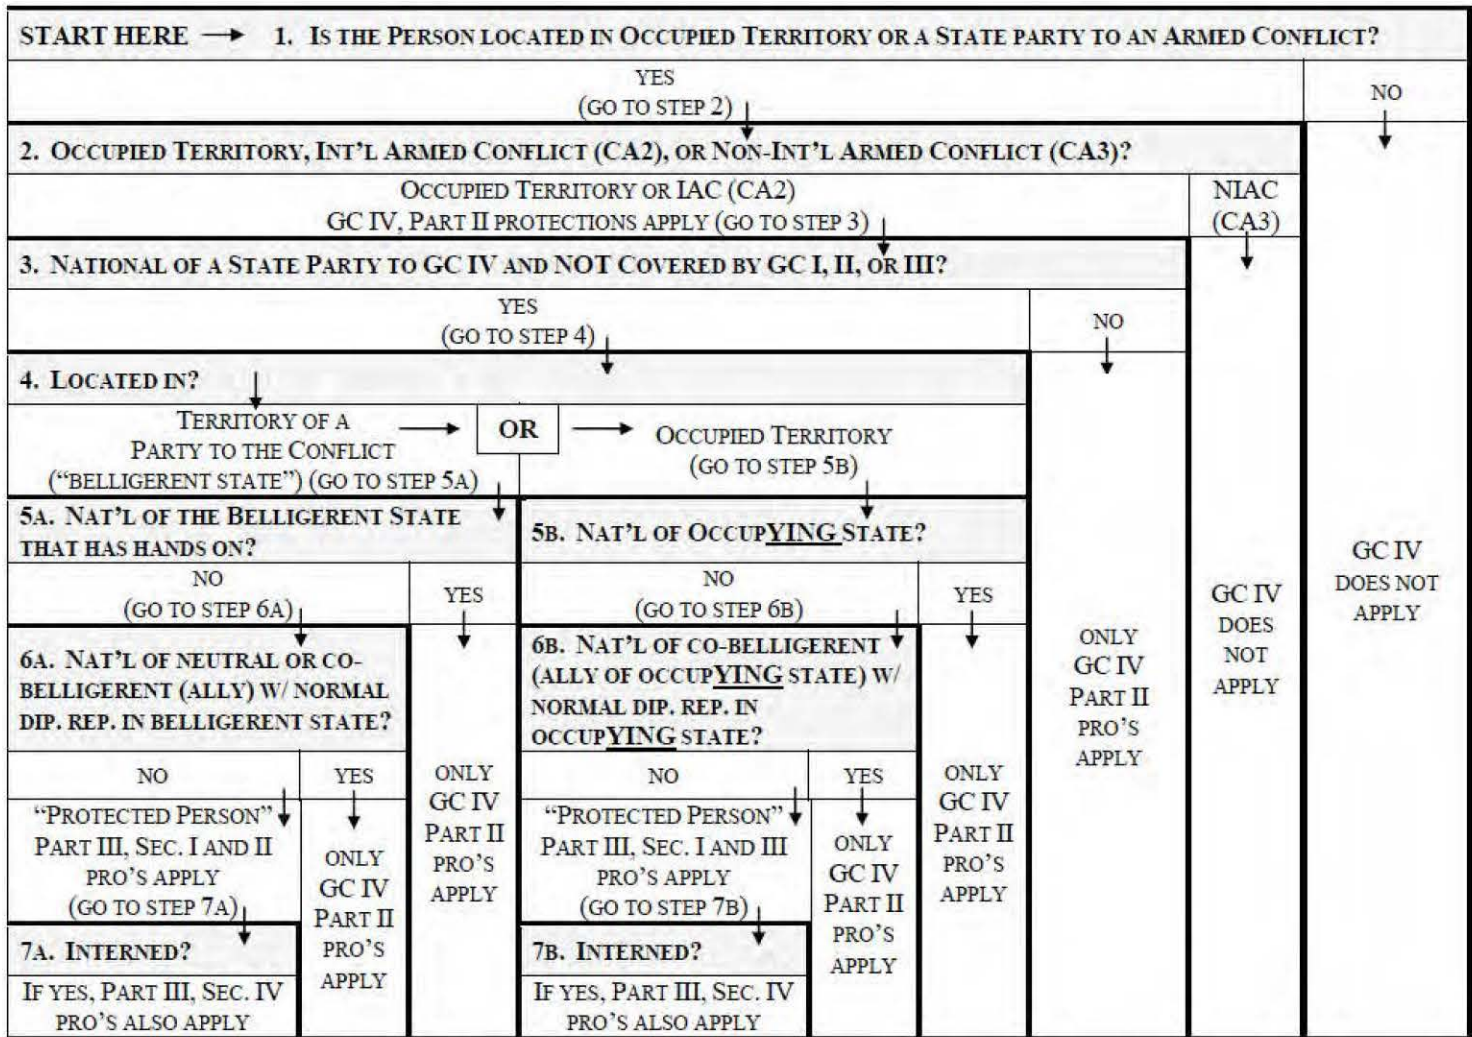 START HERE → 1. IS THE PERSON LOCATED IN OCCUPIED TERRITORY OR A STATE PARTY TO AN ARMED CONFLICT?
YES
(GO TO STEP 2)
NO
2. OCCUPIED TERRITORY, INT'L ARMED CONFLICT (CA2), OR NON-INT'L ARMED CONFLICT (CA3)?
OCCUPIED TERRITORY OR IAC (CA2)
GC IV, PART II PROTECTIONS APPLY (GO TO STEP 3)
NIAC
(CA3)
3. NATIONAL OF A STATE PARTY TO GC IV AND NOT COVERED BY GC I, II, OR III?
YES
(GO TO STEP 4)
NO
4. LOCATED IN?
TERRITORY OF A
PARTY TO THE CONFLICT
("BELLIGERENT STATE") (GO TO STEP 5A)
OR
OCCUPIED TERRITORY
(GO TO STEP 5B)
5A. NAT'L OF THE BELLIGERENT STATE
THAT HAS HANDS ON?
NO
(GO TO STEP 6A)
YES
5B. NAT'L OF OCCUPYING STATE?
NO
(GO TO STEP 6B)
YES
6A. NAT'L OF NEUTRAL OR CO-
BELLIGERENT (ALLY) W/ NORMAL
DIP. REP. IN BELLIGERENT STATE?
NO
YES
"PROTECTED PERSON"
PART III, SEC. I AND II
PRO'S APPLY
(GO TO STEP 7A)
7A. INTERNED?
IF YES, PART III, SEC. IV
PRO'S ALSO APPLY
ONLY
GC IV
PART II
PRO'S
APPLY
ONLY
GC IV
PART II
PRO'S
APPLY
6B. NAT'L OF CO-BELLIGERENT
(ALLY OF OCCUPYING STATE) W/
NORMAL DIP. REP. IN
OCCUPYING STATE?
NO
YES
"PROTECTED PERSON"
PART III, SEC. I AND III
PRO'S APPLY
(GO TO STEP 7B)
7B. INTERNED?
IF YES, PART III, SEC. IV
PRO'S ALSO APPLY
ONLY
GC IV
PART II
PRO'S
APPLY
ONLY
GC IV
PART II
PRO'S
APPLY
ONLY
GC IV
PART II
PRO'S
APPLY
GC IV
DOES
NOT
APPLY
GC IV
DOES NOT
APPLY